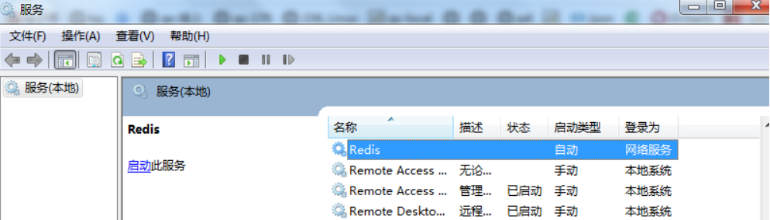 服务
文件(F) 操作(A) 查看(V) 帮助(H)
服务(本地)
服务(本地)
Redis
启动此服务
名称 描述 状态 启动类型 登录为
Redis 自动 网络服务
Remote Access ... 无论... 手动 本地系统
Remote Access ... 管理... 已启动 手动 本地系统
Remote Deskto... 远程... 已启动 手动 本地系统